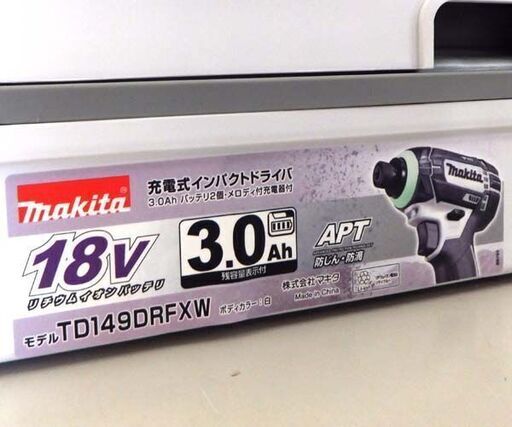 makita
充電式インパクトドライバ
3.0Ah バッテリ2個・メロディ付充電器付
18V
リチウムイオンバッテリ
3.0Ah
残容量表示付
APT
防じん・防滴
モデル TD149DRFXW
ボディカラー：白
株式会社マキタ
Made in China
makita